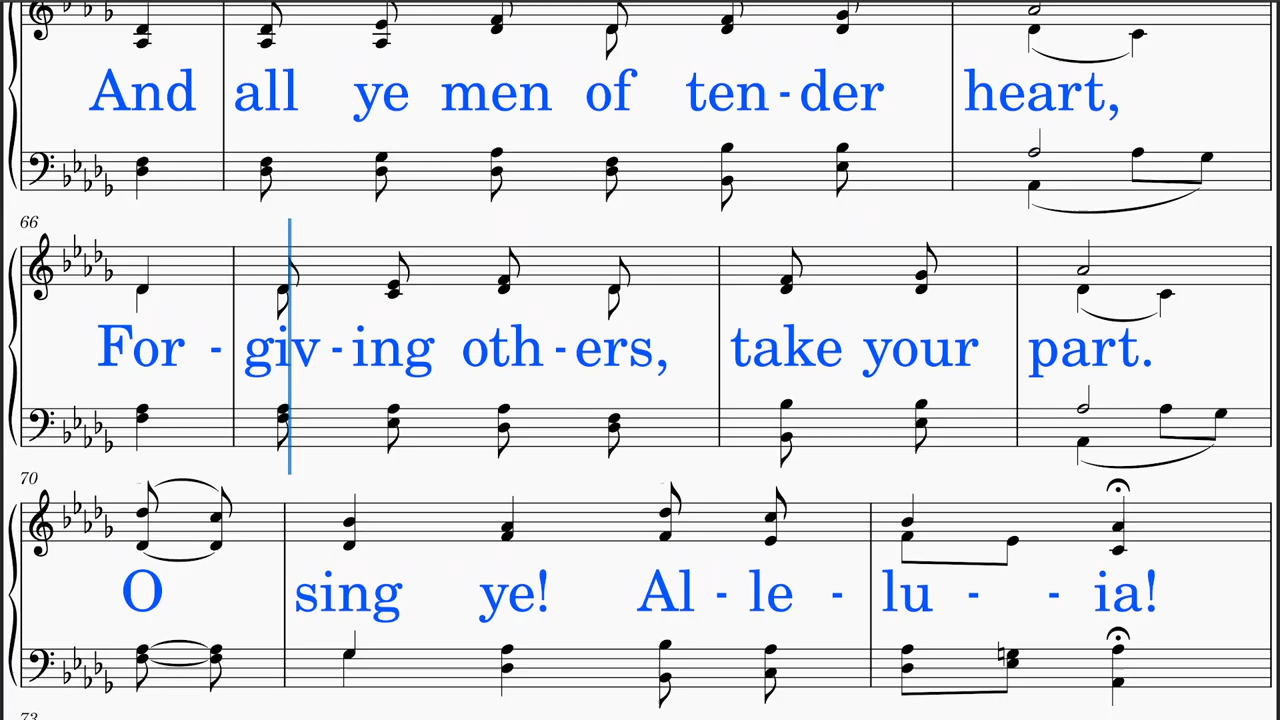 And all ye men of ten - der heart,
66
For - giv - ing oth - ers, take your part.
70
O sing ye! Al - le - lu - - ia!
73